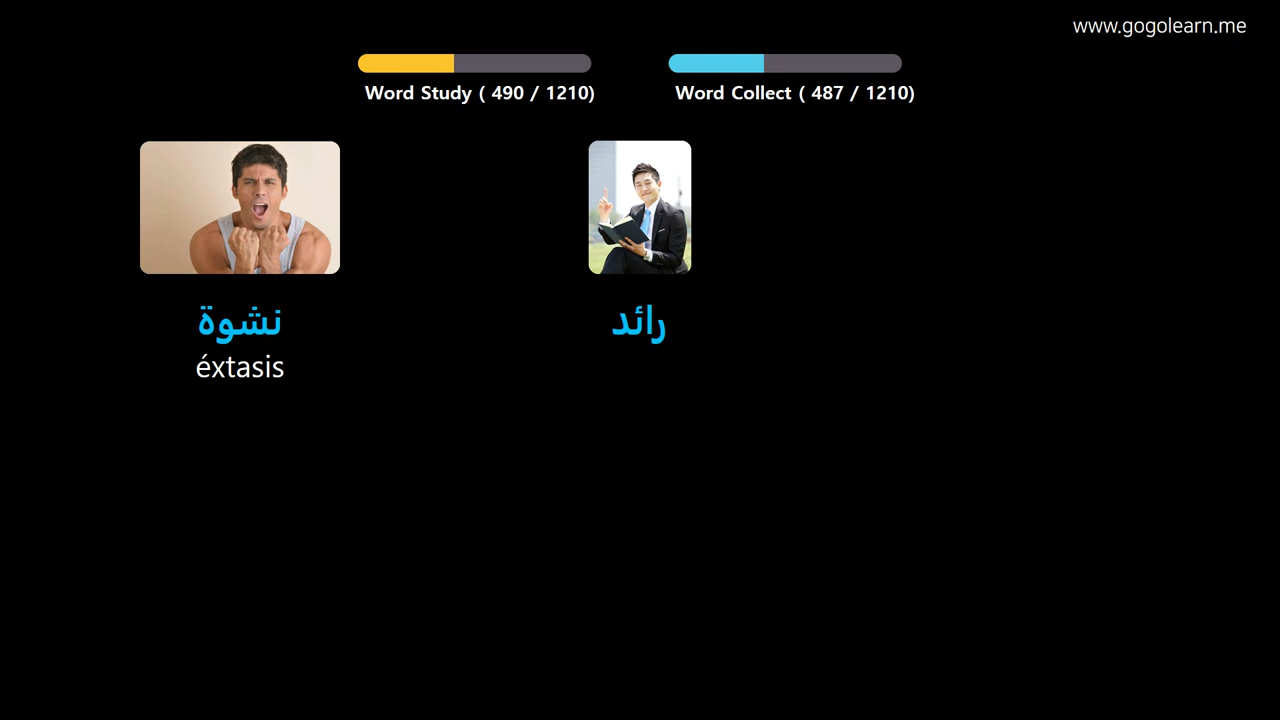 www.gogolearn.me
Word Study ( 490 / 1210)
Word Collect ( 487 / 1210)
نشوة
رائد
éxtasis